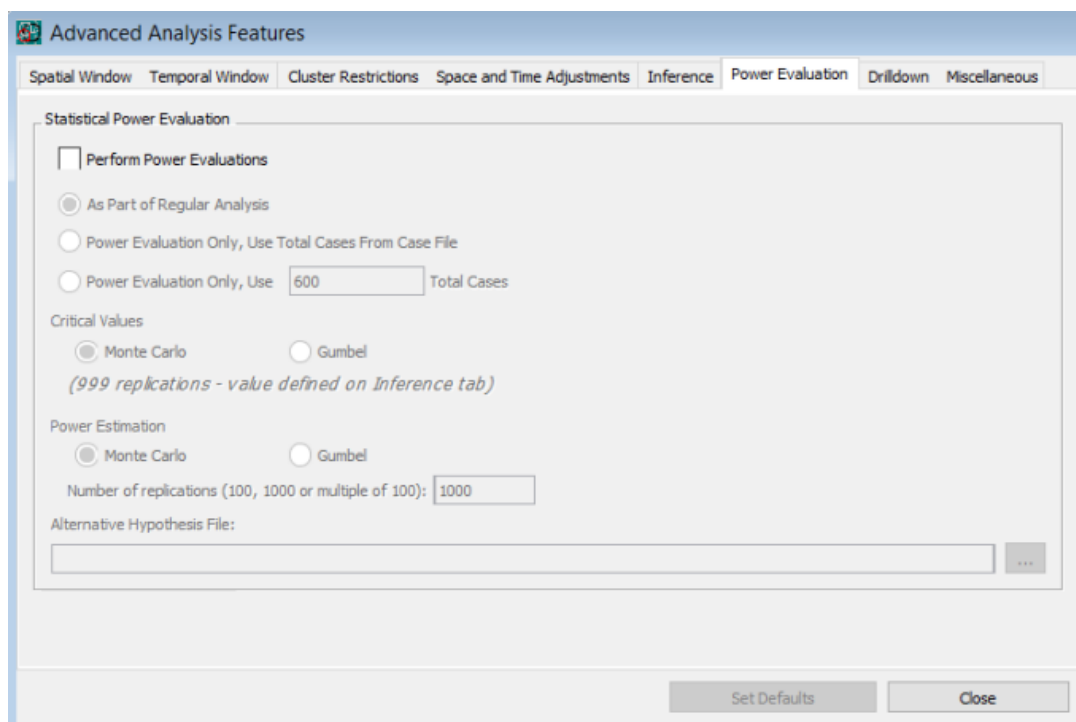 Advanced Analysis Features
Spatial Window Temporal Window Cluster Restrictions Space and Time Adjustments Inference Power Evaluation Drilldown Miscellaneous
Statistical Power Evaluation
Perform Power Evaluations
As Part of Regular Analysis
Power Evaluation Only, Use Total Cases From Case File
Power Evaluation Only, Use 600 Total Cases
Critical Values
Monte Carlo Gumbel
(999 replications - value defined on Inference tab)
Power Estimation
Monte Carlo Gumbel
Number of replications (100, 1000 or multiple of 100): 1000
Alternative Hypothesis File:
...
Set Defaults Close